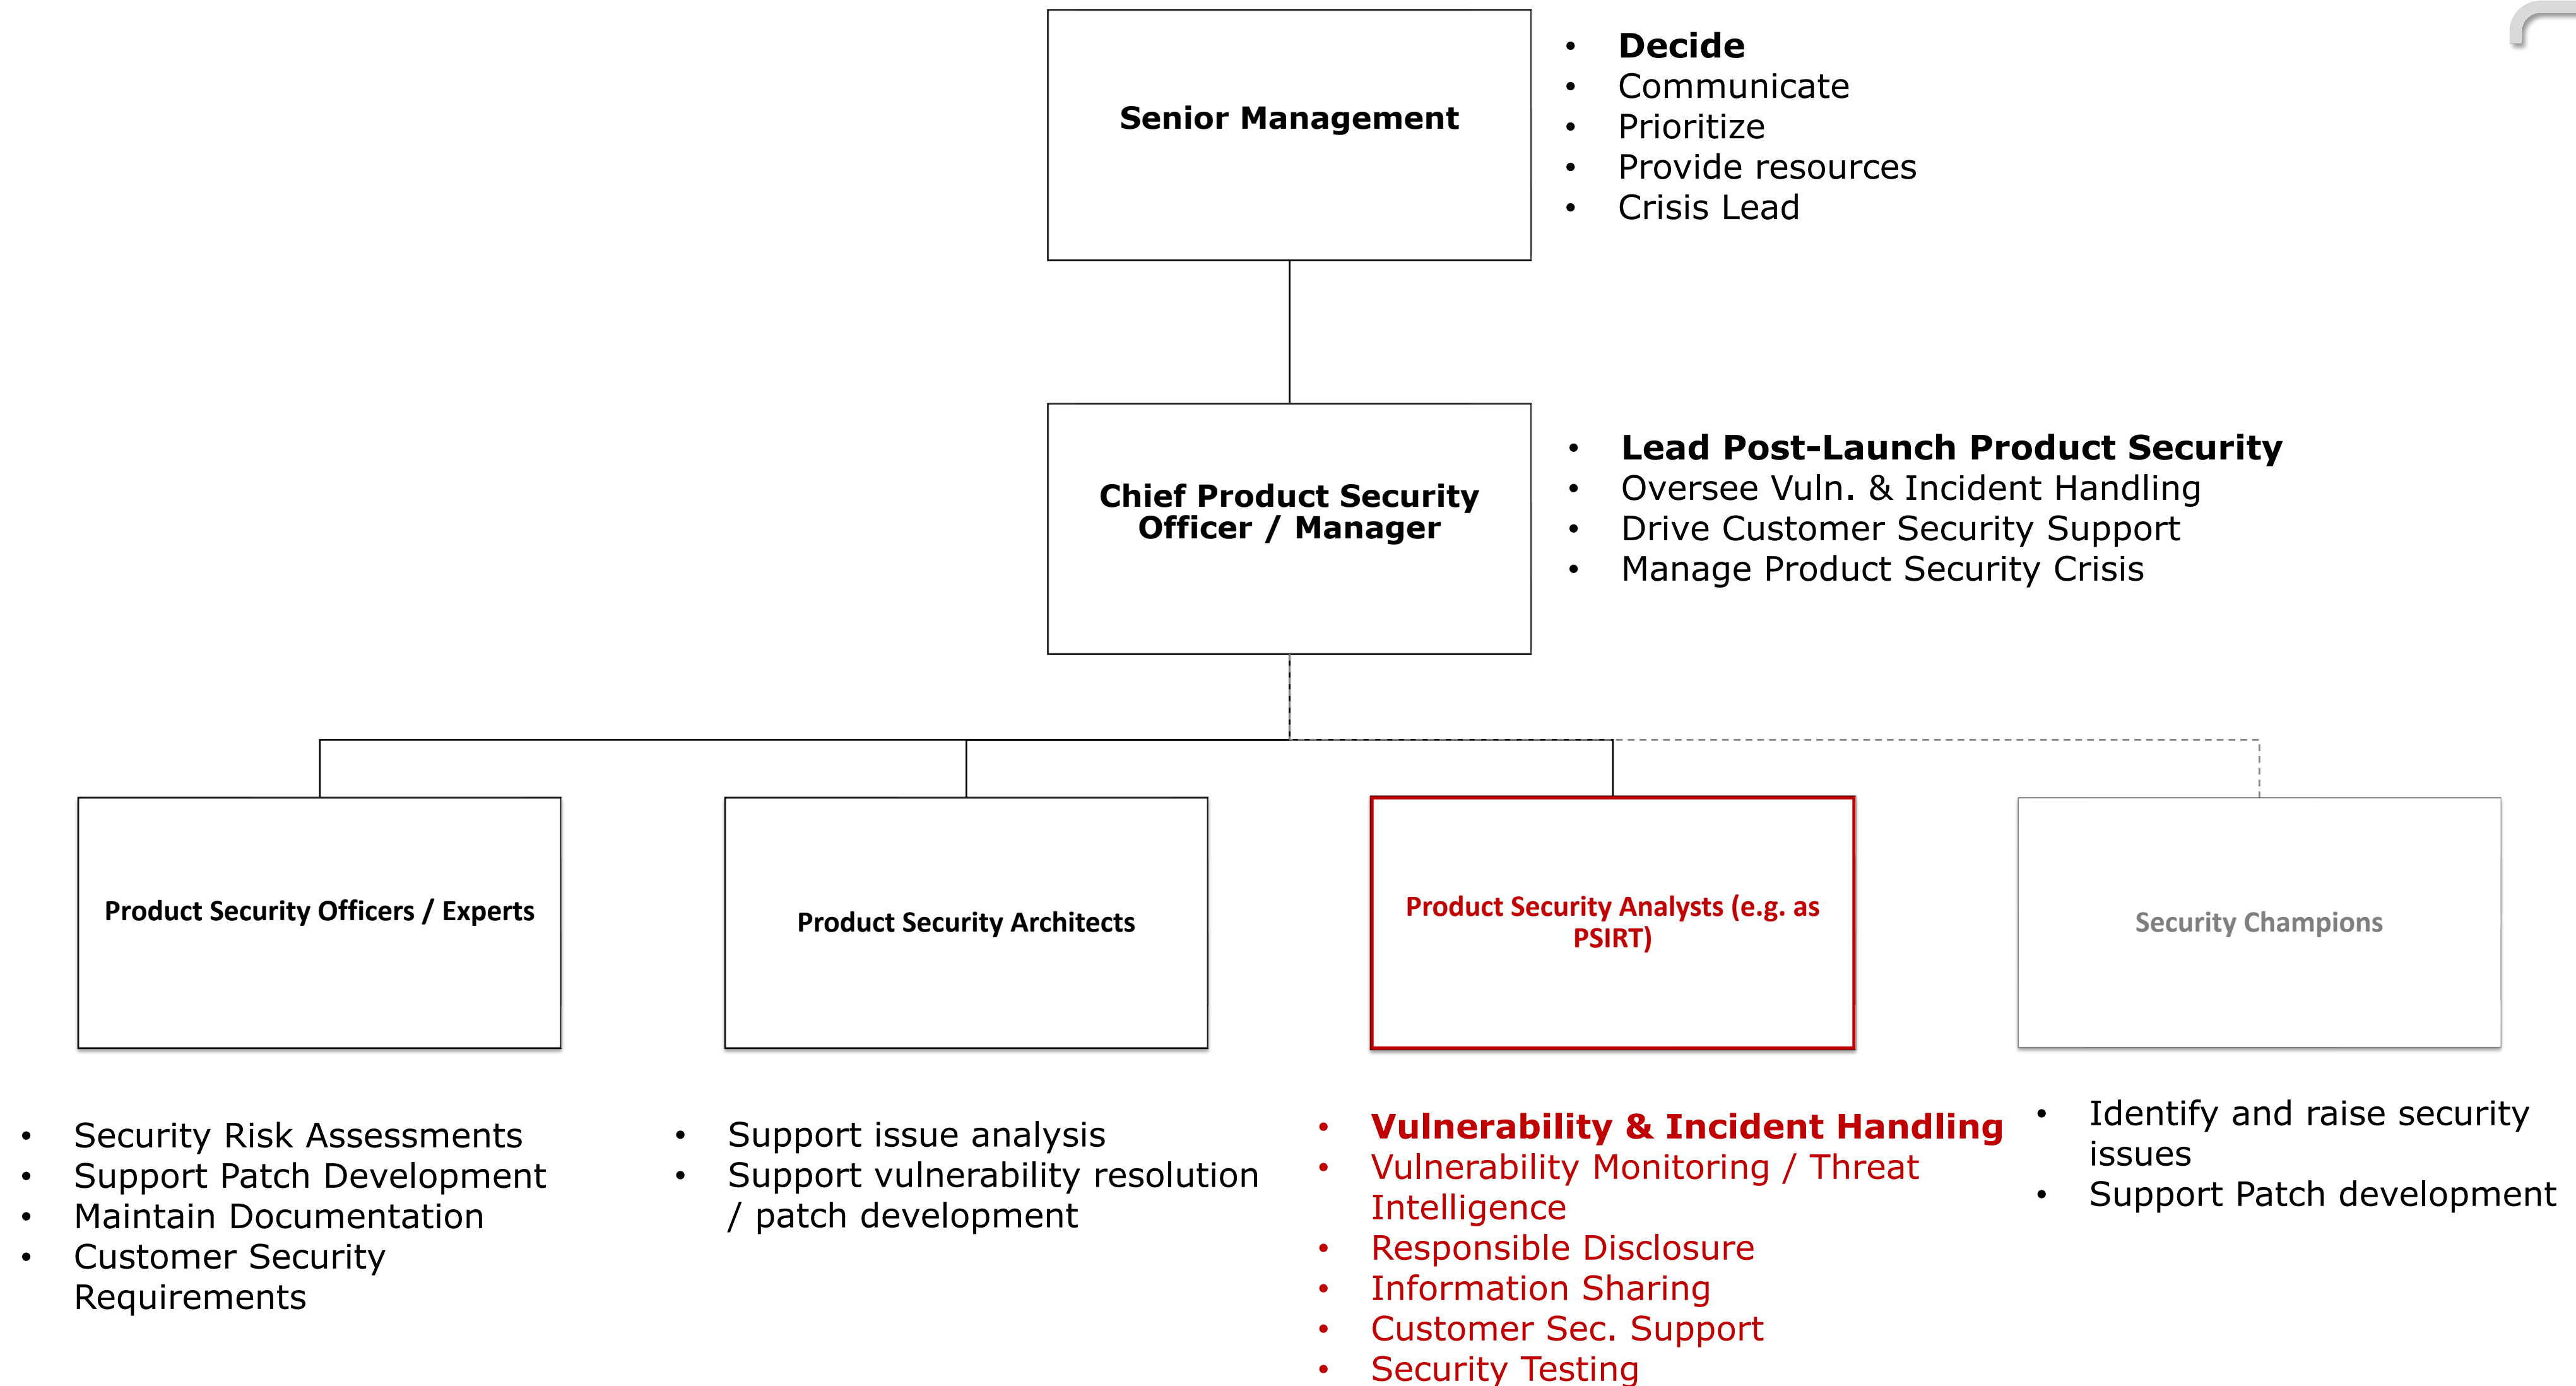 Senior Management
• Decide
• Communicate
• Prioritize
• Provide resources
• Crisis Lead
Chief Product Security
Officer / Manager
• Lead Post-Launch Product Security
• Oversee Vuln. & Incident Handling
• Drive Customer Security Support
• Manage Product Security Crisis
Product Security Officers / Experts
Product Security Architects
Product Security Analysts (e.g. as
PSIRT)
Security Champions
• Security Risk Assessments
• Support Patch Development
• Maintain Documentation
• Customer Security
Requirements
• Support issue analysis
• Support vulnerability resolution
/ patch development
• Vulnerability & Incident Handling
• Vulnerability Monitoring / Threat
Intelligence
• Responsible Disclosure
• Information Sharing
• Customer Sec. Support
• Security Testing
• Identify and raise security
issues
• Support Patch development